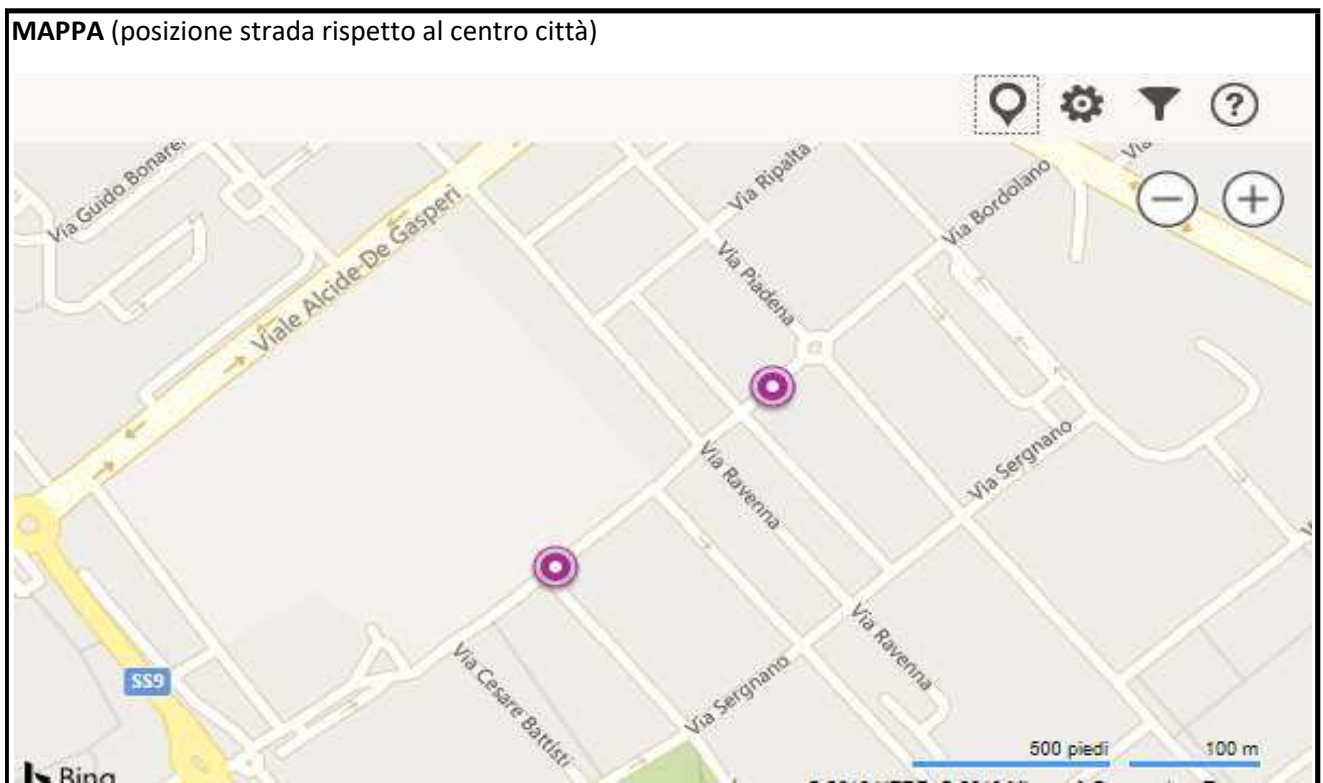 MAPPA (posizione strada rispetto al centro città)
Via Ripalta
Via Bordolano
Via Guido Bonarel
Viale Alcide De Gasperi
Via Piadena
Via Sergnano
Via Ravenna
Via Ravenna
SS9
Via Cesare Battisti
Via Sergnano
500 piedi
100 m
Bing